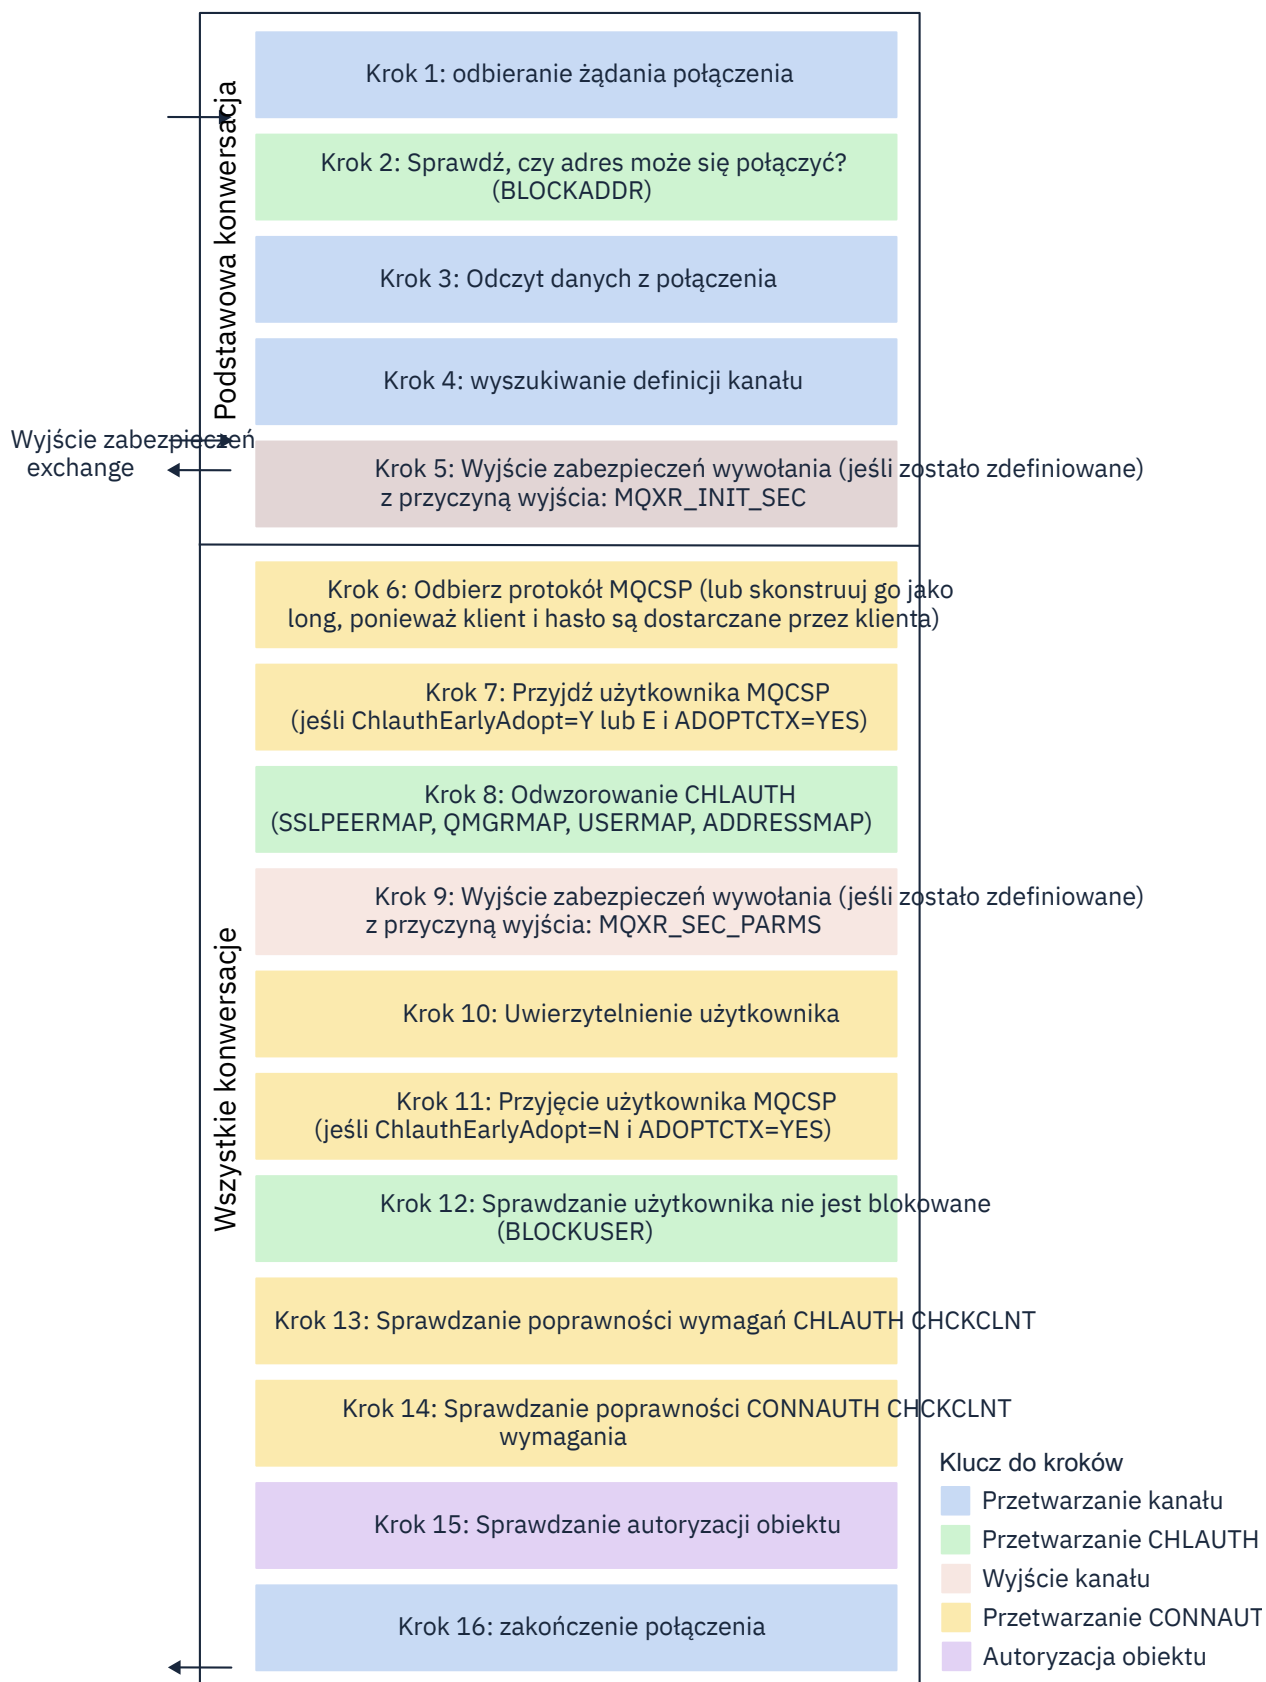 Podstawowa konwersacja
Krok 1: odbieranie żądania połączenia
Krok 2: Sprawdź, czy adres może się połączyć?
(BLOCKADDR)
Krok 3: Odczyt danych z połączenia
Krok 4: wyszukiwanie definicji kanału
Wyjście zabezpieczeń
exchange
Krok 5: Wyjście zabezpieczeń wywołania (jeśli zostało zdefiniowane)
z przyczyną wyjścia: MQXR_INIT_SEC
Wszystkie konwersacje
Krok 6: Odbierz protokół MQCSP (lub skonstruuj go jako
long, ponieważ klient i hasło są dostarczane przez klienta)
Krok 7: Przyjdź użytkownika MQCSP
(jeśli ChlauthEarlyAdopt=Y lub E i ADOPTCTX=YES)
Krok 8: Odwzorowanie CHLAUTH
(SSLPEERMAP, QMGRMAP, USERMAP, ADDRESSMAP)
Krok 9: Wyjście zabezpieczeń wywołania (jeśli zostało zdefiniowane)
z przyczyną wyjścia: MQXR_SEC_PARMS
Krok 10: Uwierzytelnienie użytkownika
Krok 11: Przyjęcie użytkownika MQCSP
(jeśli ChlauthEarlyAdopt=N i ADOPTCTX=YES)
Krok 12: Sprawdzanie użytkownika nie jest blokowane
(BLOCKUSER)
Krok 13: Sprawdzanie poprawności wymagań CHLAUTH CHCKCLNT
Krok 14: Sprawdzanie poprawności CONNAUTH CHCKCLNT
wymagania
Krok 15: Sprawdzanie autoryzacji obiektu
Krok 16: zakończenie połączenia
Klucz do kroków
Przetwarzanie kanału
Przetwarzanie CHLAUTH
Wyjście kanału
Przetwarzanie CONNAUT
Autoryzacja obiektu